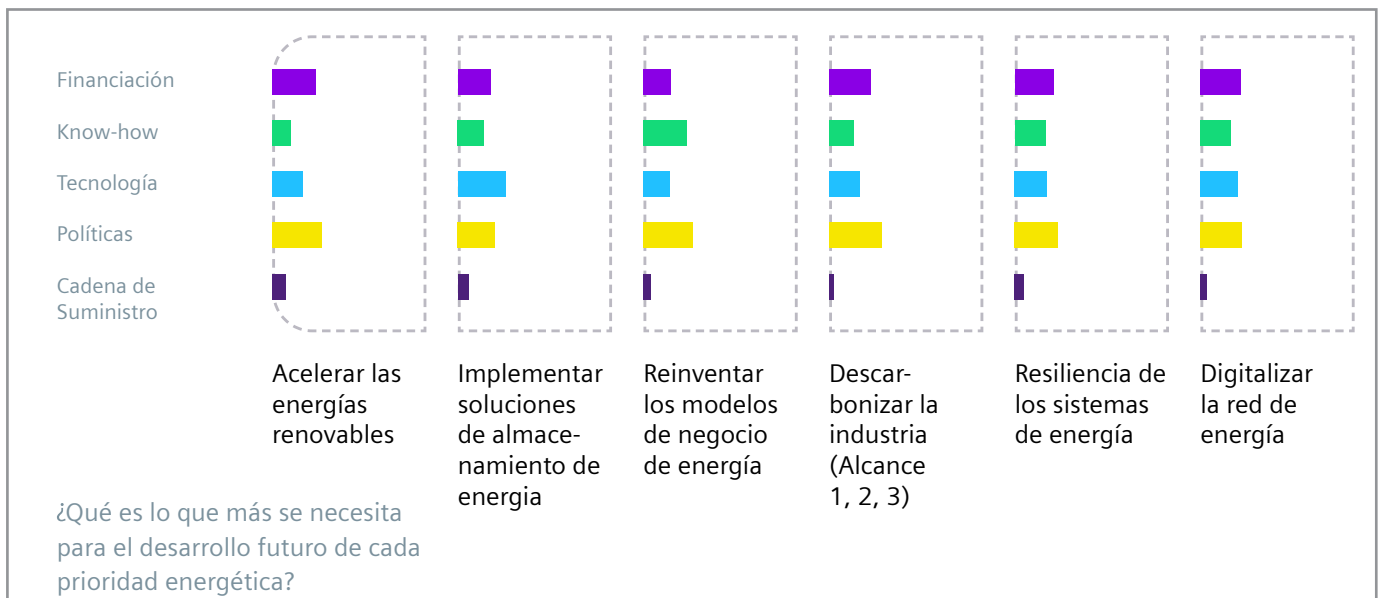 Financiación
Know-how
Tecnología
Políticas
Cadena de
Suministro
Acelerar las
energías
renovables
Implementar
soluciones
de almace-
namiento de
energia
Reinventar
los modelos
de negocio
de energía
Descar-
bonizar la
industria
(Alcance
1, 2, 3)
Resiliencia de
los sistemas
de energía
Digitalizar
la red de
energía
¿Qué es lo que más se necesita
para el desarrollo futuro de cada
prioridad energética?